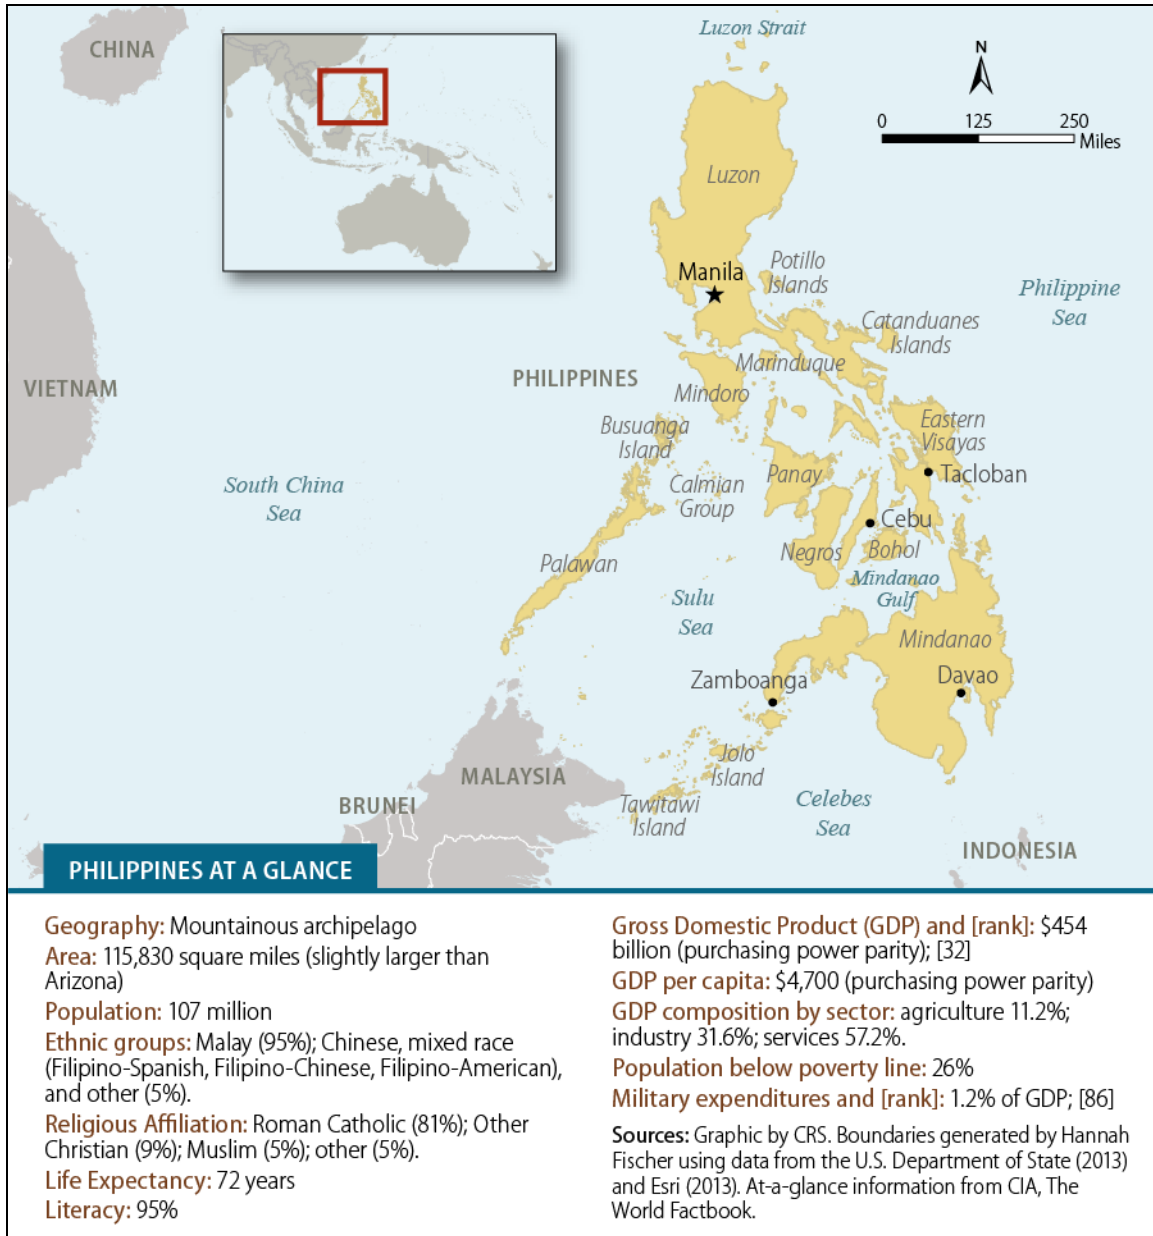 Luzon Strait
CHINA
N
0 125 250
Miles
Luzon
Manila
Potillo
Islands
Philippine
Sea
Catanduanes
Islands
Marinduque
PHILIPPINES
VIETNAM
Mindoro
Busuanga
Island
Eastern
Visayas
South China
Sea
Calmian
Group
Panay
Tacloban
Cebu
Negros
Bohol
Palawan
Mindanao
Gulf
Sulu
Sea
Mindanao
Zamboanga
Davao
Jolo
Island
MALAYSIA
BRUNEI
Tawitawi
Island
Celebes
Sea
INDONESIA
PHILIPPINES AT A GLANCE
Geography: Mountainous archipelago
Area: 115,830 square miles (slightly larger than
Arizona)
Population: 107 million
Ethnic groups: Malay (95%); Chinese, mixed race
(Filipino-Spanish, Filipino-Chinese, Filipino-American),
and other (5%).
Religious Affiliation: Roman Catholic (81%); Other
Christian (9%); Muslim (5%); other (5%).
Life Expectancy: 72 years
Literacy: 95%
Gross Domestic Product (GDP) and [rank]: $454
billion (purchasing power parity); [32]
GDP per capita: $4,700 (purchasing power parity)
GDP composition by sector: agriculture 11.2%;
industry 31.6%; services 57.2%.
Population below poverty line: 26%
Military expenditures and [rank]: 1.2% of GDP; [86]
Sources: Graphic by CRS. Boundaries generated by Hannah
Fischer using data from the U.S. Department of State (2013)
and Esri (2013). At-a-glance information from CIA, The
World Factbook.